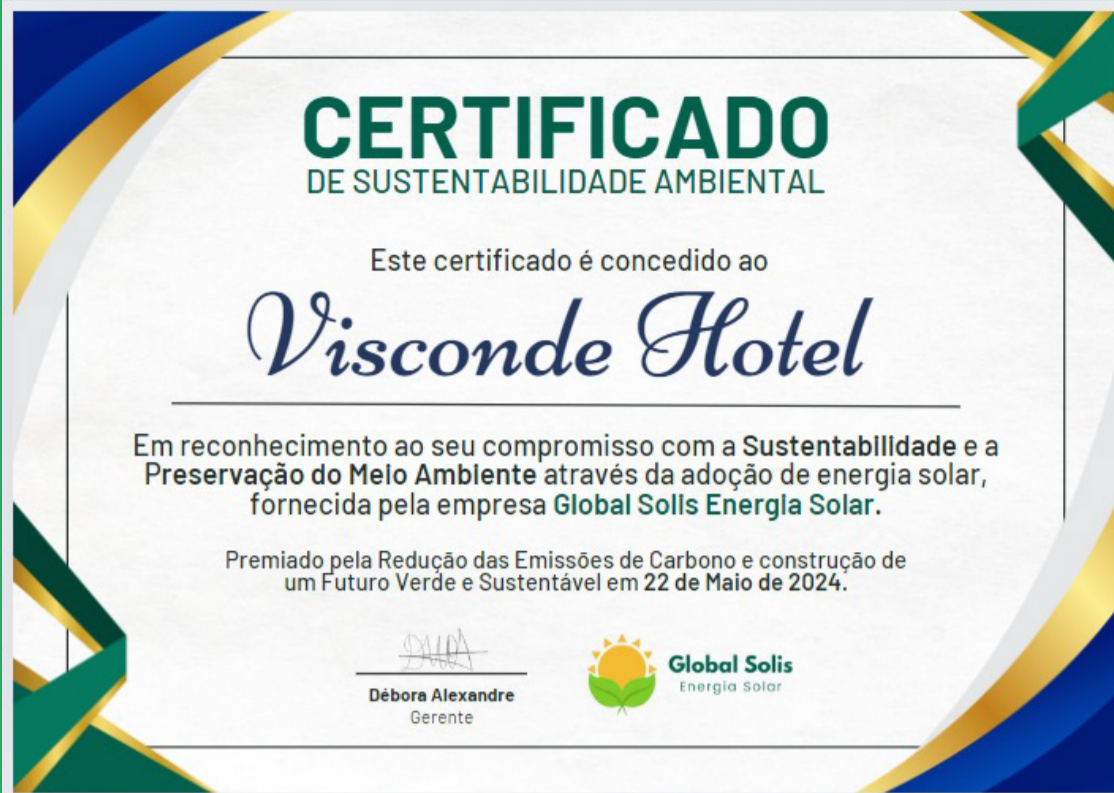 CERTIFICADO
DE SUSTENTABILIDADE AMBIENTAL
Este certificado é concedido ao
Visconde Hotel
Em reconhecimento ao seu compromisso com a Sustentabilidade e a
Preservação do Meio Ambiente através da adoção de energia solar,
fornecida pela empresa Global Solis Energia Solar.
Premiado pela Redução das Emissões de Carbono e construção de
um Futuro Verde e Sustentável em 22 de Maio de 2024.
Débora Alexandre
Gerente
Global Solis
Energia Solar